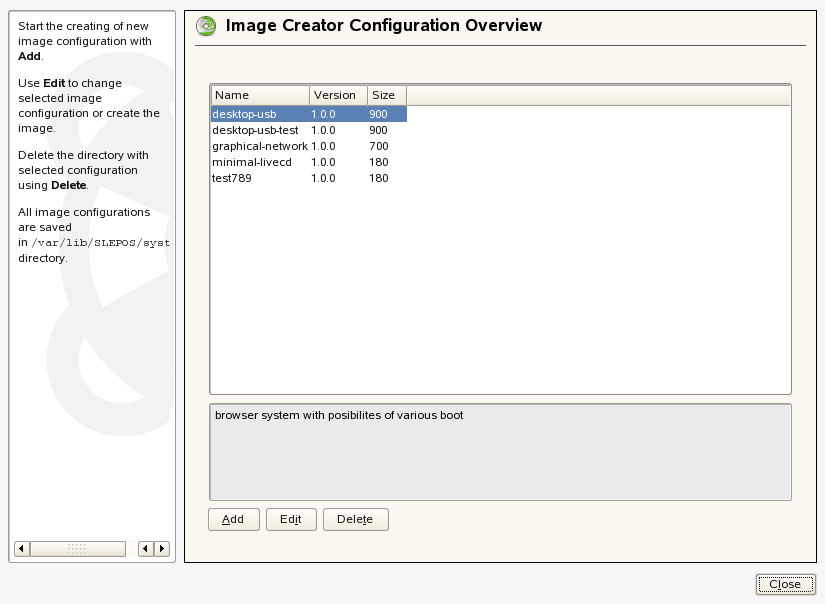 Start the creating of new
image configuration with
Add.
Use Edit to change
selected image
configuration or create the
image.
Delete the directory with
selected configuration
using Delete.
All image configurations
are saved
in /var/lib/SLEPOS/syst
directory.
Image Creator Configuration Overview
Name Version Size
desktop-usb 1.0.0 900
desktop-usb-test 1.0.0 900
graphical-network 1.0.0 700
minimal-livecd 1.0.0 180
test789 1.0.0 180
browser system with posibilites of various boot
Add Edit Delete
Close